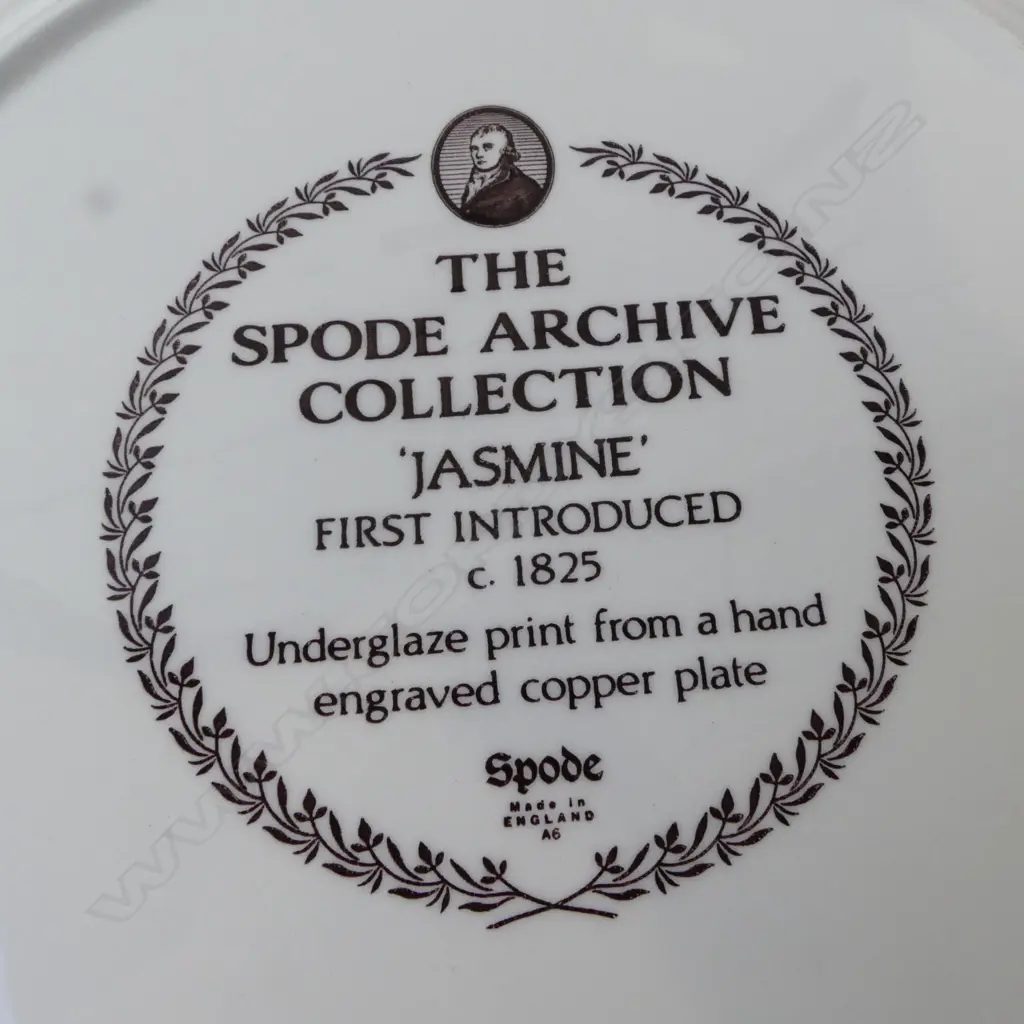 THE
SPODE ARCHIVE
COLLECTION
'JASMINE'
FIRST INTRODUCED
c. 1825
Underglaze print from a hand
engraved copper plate
Spode
Made in
ENGLAND
A6